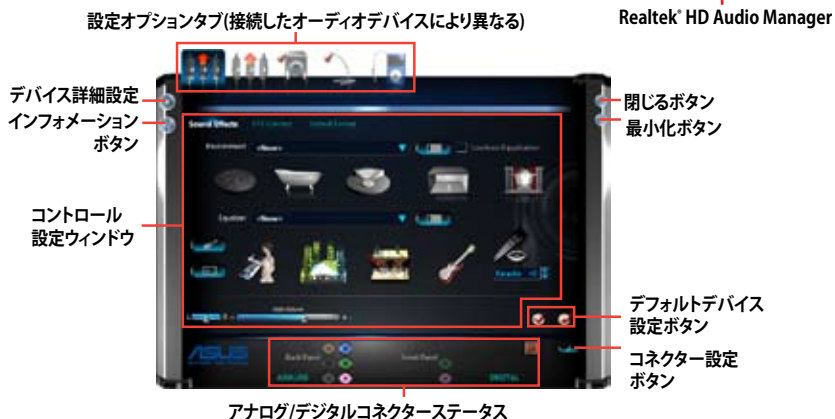 設定オプションタブ(接続したオーディオデバイスにより異なる)
Realtek® HD Audio Manager
デバイス詳細設定
インフォメーション
ボタン
閉じるボタン
最小化ボタン
Sound Effects
Environment <None>
Loudness Equalization
コントロール
設定ウィンドウ
Equalizer <None>
Karaoke
デフォルトデバイス
設定ボタン
コネクター設定
ボタン
ASUS
Back Panel
Front Panel
ANALOG
DIGITAL
アナログ/デジタルコネクターステータス